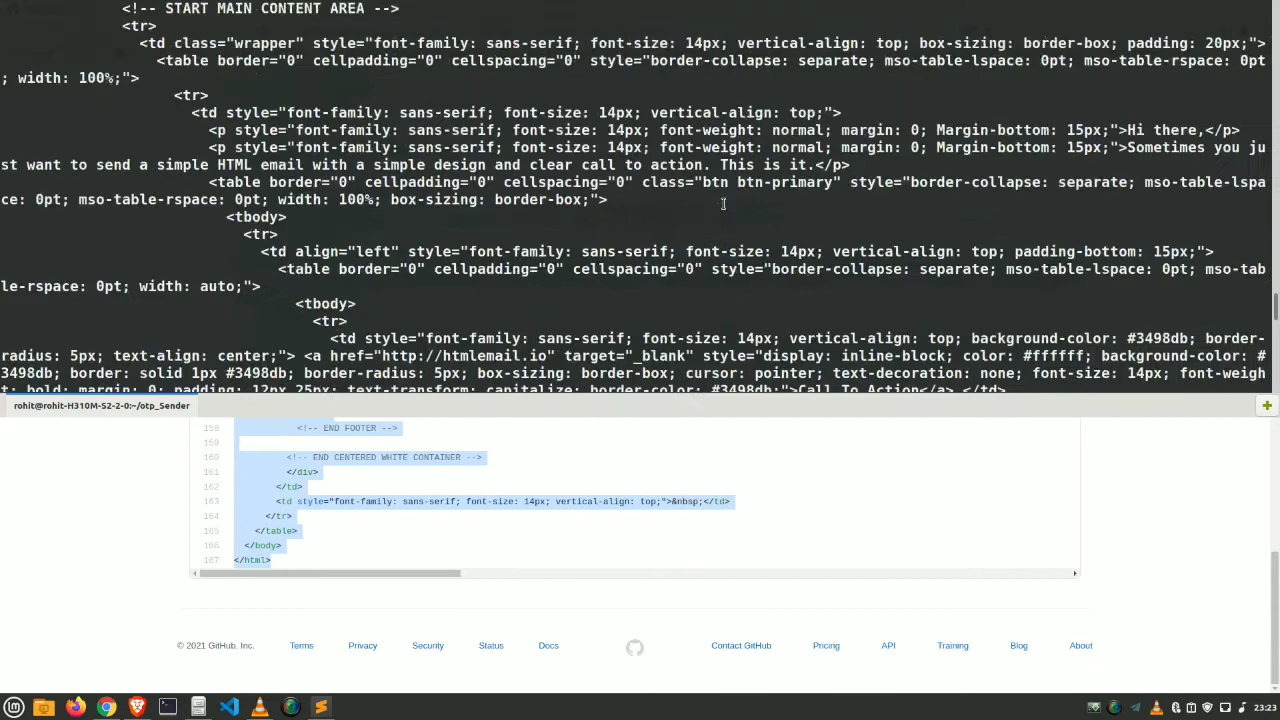 <!-- START MAIN CONTENT AREA -->
<tr>
<td class="wrapper" style="font-family: sans-serif; font-size: 14px; vertical-align: top; box-sizing: border-box; padding: 20px;">
<table border="0" cellpadding="0" cellspacing="0" style="border-collapse: separate; mso-table-lspace: 0pt; mso-table-rspace: 0pt
; width: 100%;">
<tr>
<td style="font-family: sans-serif; font-size: 14px; vertical-align: top;">
<p style="font-family: sans-serif; font-size: 14px; font-weight: normal; margin: 0; Margin-bottom: 15px;">Hi there,</p>
<p style="font-family: sans-serif; font-size: 14px; font-weight: normal; margin: 0; Margin-bottom: 15px;">Sometimes you ju
st want to send a simple HTML email with a simple design and clear call to action. This is it.</p>
<table border="0" cellpadding="0" cellspacing="0" class="btn btn-primary" style="border-collapse: separate; mso-table-lspa
ce: 0pt; mso-table-rspace: 0pt; width: 100%; box-sizing: border-box;">
<tbody>
<tr>
<td align="left" style="font-family: sans-serif; font-size: 14px; vertical-align: top; padding-bottom: 15px;">
<table border="0" cellpadding="0" cellspacing="0" style="border-collapse: separate; mso-table-lspace: 0pt; mso-tab
le-rspace: 0pt; width: auto;">
<tbody>
<tr>
<td style="font-family: sans-serif; font-size: 14px; vertical-align: top; background-color: #3498db; border-
radius: 5px; text-align: center;"> <a href="http://htmlemail.io" target="_blank" style="display: inline-block; color: #ffffff; background-color: #
3498db; border: solid 1px #3498db; border-radius: 5px; box-sizing: border-box; cursor: pointer; text-decoration: none; font-size: 14px; font-weigh
t: bold; margin: 0; padding: 12px 25px; text-transform: capitalize; border-color: #3498db;">Call To Action</a> </td>
rohit@rohit-H310M-S2-2-0:~/otp_Sender
158 <!-- END FOOTER -->
159
160 <!-- END CENTERED WHITE CONTAINER -->
161 </div>
162 </td>
163 <td style="font-family: sans-serif; font-size: 14px; vertical-align: top;">&nbsp;</td>
164 </tr>
165 </table>
166 </body>
167 </html>
© 2021 GitHub, Inc. Terms Privacy Security Status Docs Contact GitHub Pricing API Training Blog About
23:23